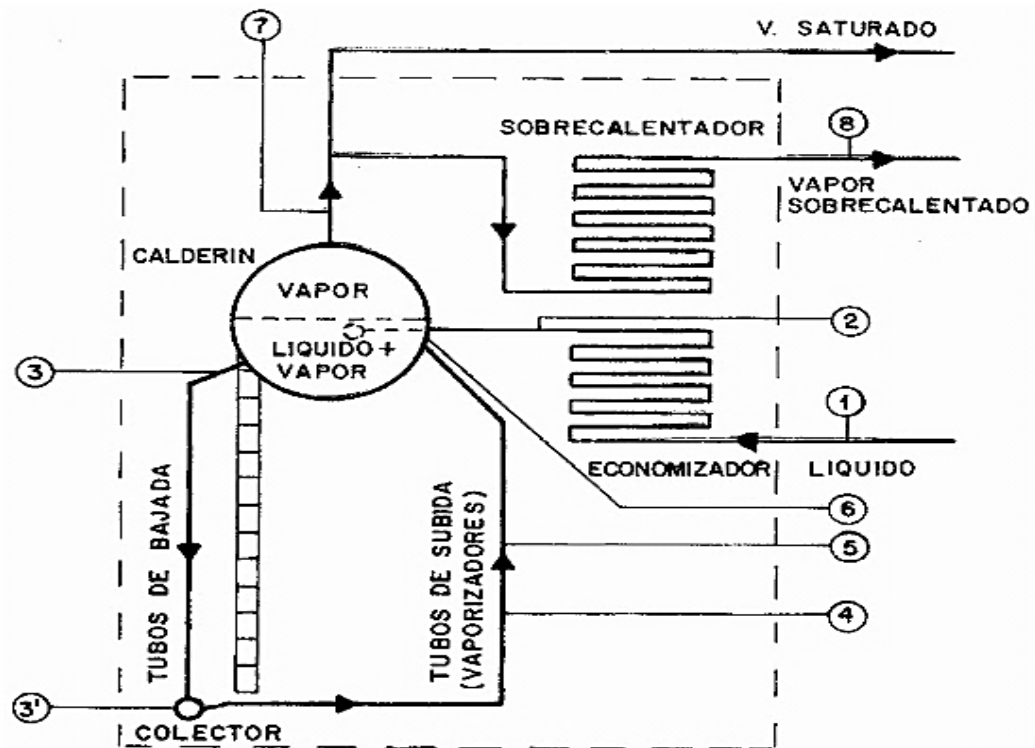 7
V. SATURADO
SOBRECALENTADOR
8
VAPOR
SOBRECALENTADO
CALDERIN
VAPOR
LIQUIDO +
VAPOR
2
3
1
ECONOMIZADOR
LIQUIDO
6
TUBOS DE BAJADA
TUBOS DE SUBIDA
(VAPORIZADORES)
5
4
3'
COLECTOR